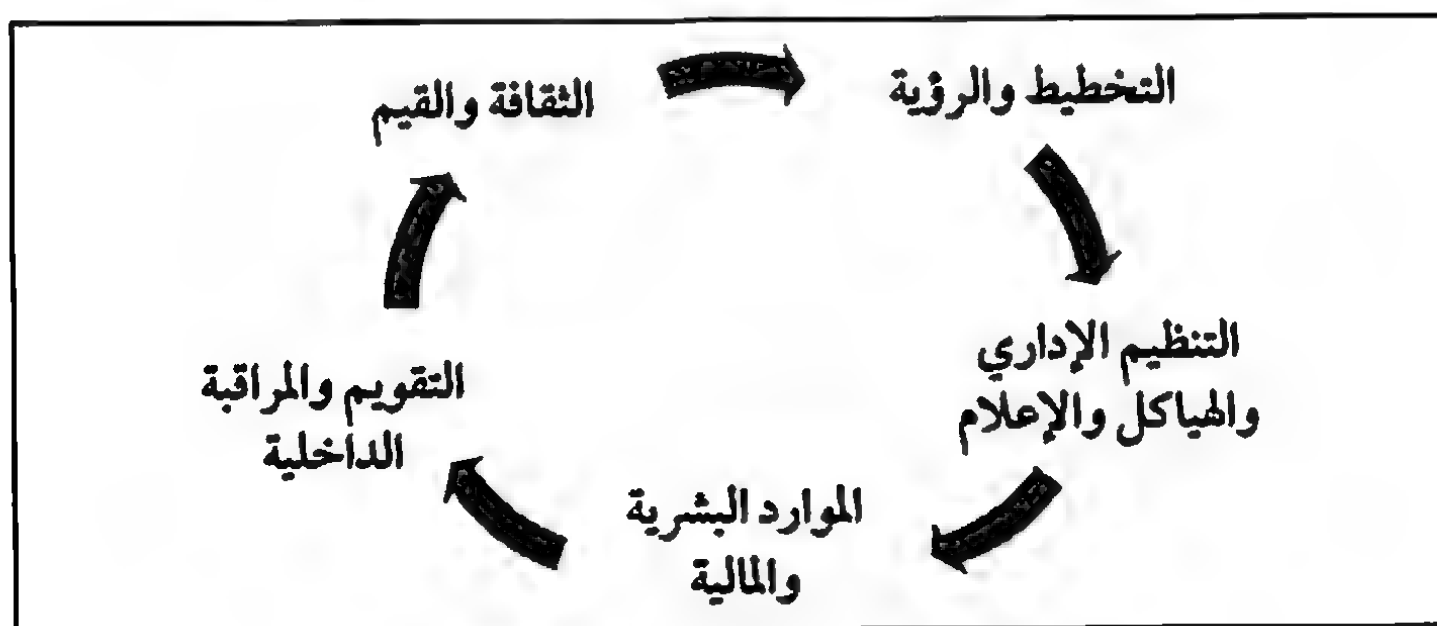 التخطيط والرؤية
الثقافة والقيم
التنظيم الإداري
والهياكل والإعلام
التقويم والمراقبة
الداخلية
الموارد البشرية
والمالية